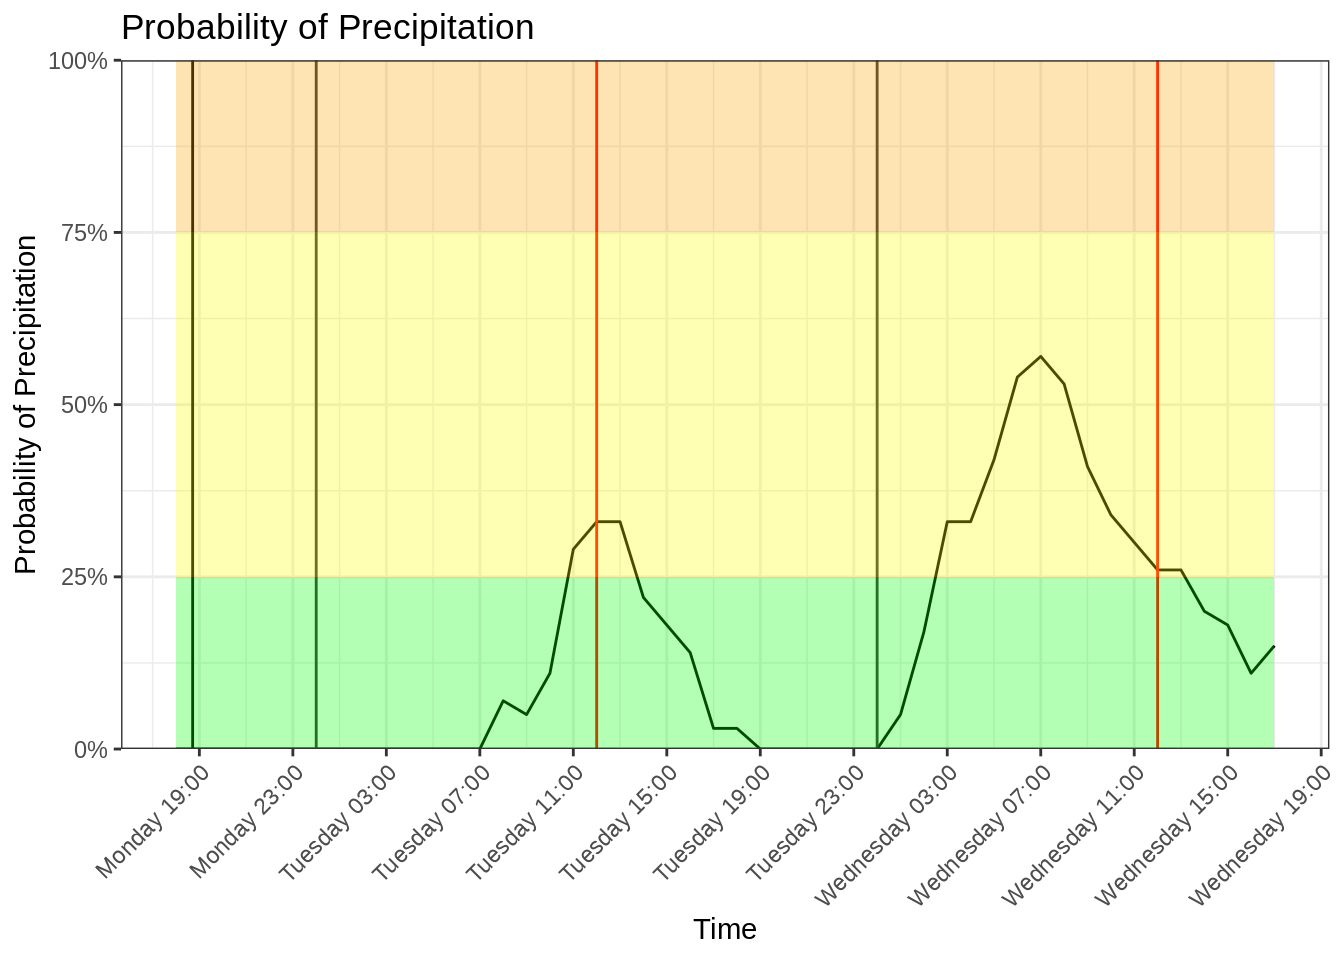 Probability of Precipitation
Probability of Precipitation
100%
75%
50%
25%
0%
Monday 19:00
Monday 23:00
Tuesday 03:00
Tuesday 07:00
Tuesday 11:00
Tuesday 15:00
Tuesday 19:00
Tuesday 23:00
Wednesday 03:00
Wednesday 07:00
Wednesday 11:00
Wednesday 15:00
Wednesday 19:00
Time